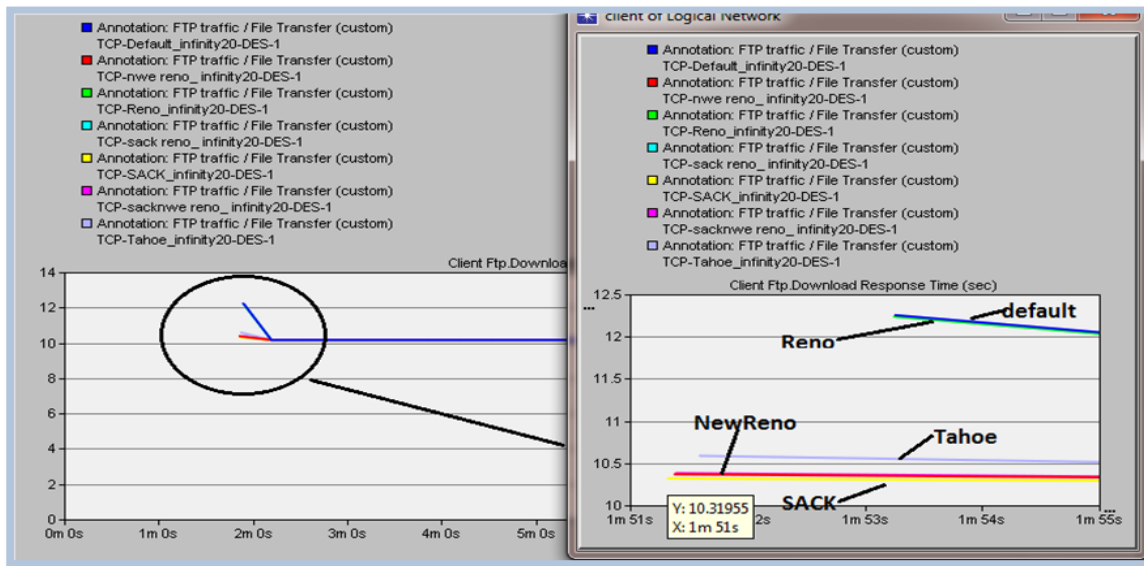 Annotation: FTP traffic / File Transfer (custom)
TCP-Default_infinity20-DES-1
Annotation: FTP traffic / File Transfer (custom)
TCP-nwe reno_ infinity20-DES-1
Annotation: FTP traffic / File Transfer (custom)
TCP-Reno_infinity20-DES-1
Annotation: FTP traffic / File Transfer (custom)
TCP-sack reno_infinity20-DES-1
Annotation: FTP traffic / File Transfer (custom)
TCP-SACK_infinity20-DES-1
Annotation: FTP traffic / File Transfer (custom)
TCP-sacknwe reno_ infinity20-DES-1
Annotation: FTP traffic / File Transfer (custom)
TCP-Tahoe_infinity20-DES-1
Client Ftp.Downloa
14
12
10
8
6
4
2
0
0m 0s
1m 0s
2m 0s
3m 0s
4m 0s
5m 0s
client of Logical Network
Annotation: FTP traffic / File Transfer (custom)
TCP-Default_infinity20-DES-1
Annotation: FTP traffic / File Transfer (custom)
TCP-nwe reno_ infinity20-DES-1
Annotation: FTP traffic / File Transfer (custom)
TCP-Reno_infinity20-DES-1
Annotation: FTP traffic / File Transfer (custom)
TCP-sack reno_infinity20-DES-1
Annotation: FTP traffic / File Transfer (custom)
TCP-SACK_infinity20-DES-1
Annotation: FTP traffic / File Transfer (custom)
TCP-sacknwe reno_infinity20-DES-1
Annotation: FTP traffic / File Transfer (custom)
TCP-Tahoe_infinity20-DES-1
Client Ftp.Download Response Time (sec)
12.5
...
default
12
Reno
11.5
11
NewReno
Tahoe
10.5
SACK
10
Y: 10.31955
X: 1m 51s
1m 51s
2s
1m 53s
1m 54s
1m 55s
...